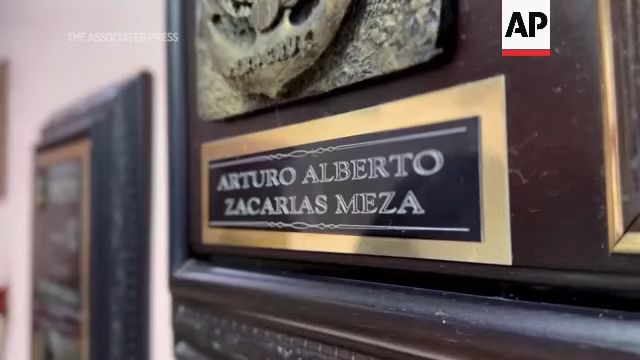 THE ASSOCIATED PRESS
AP
ARTURO ALBERTO
ZACARIAS MEZA